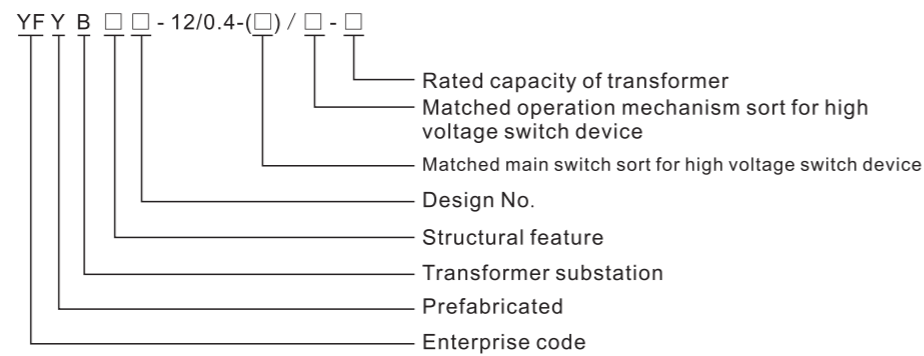 YF Y B □ □ - 12/0.4-(□) / □ - □
Rated capacity of transformer
Matched operation mechanism sort for high
voltage switch device
Matched main switch sort for high voltage switch device
Design No.
Structural feature
Transformer substation
Prefabricated
Enterprise code